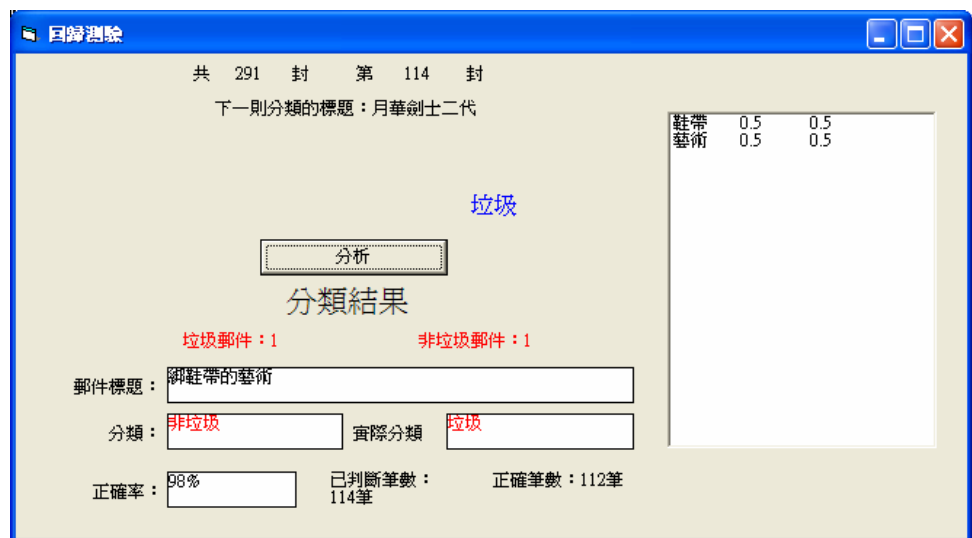 回歸測驗
共 291 封 第 114 封
下一則分類的標題：月華劍士二代
鞋帶 0.5 0.5
藝術 0.5 0.5
垃圾
分析
分類結果
垃圾郵件：1 非垃圾郵件：1
郵件標題： 綁鞋帶的藝術
分類： 非垃圾 實際分類 垃圾
正確率： 98% 已判斷筆數： 正確筆數：112筆
114筆